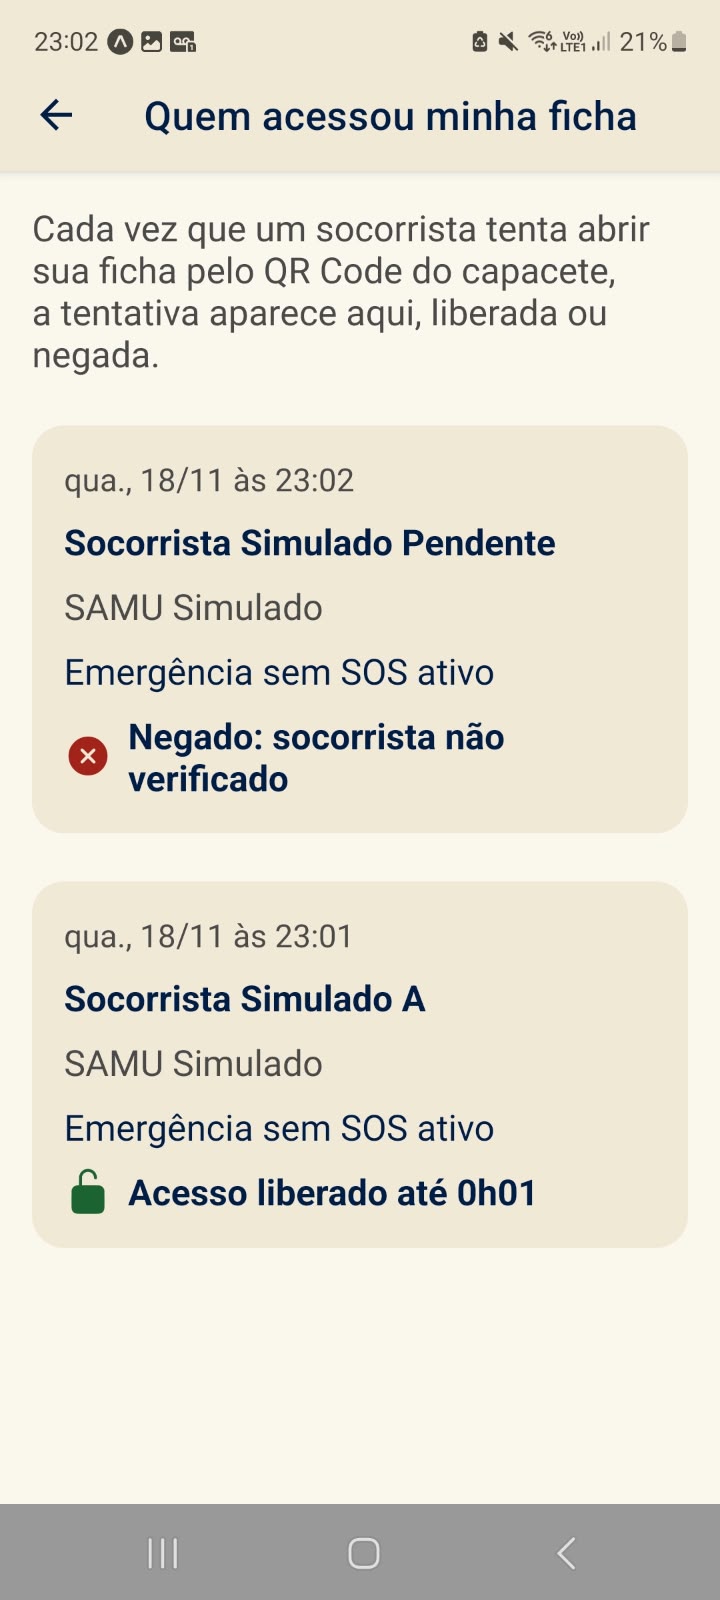 23:02
Vo)) LTE1 21%
Quem acessou minha ficha
Cada vez que um socorrista tenta abrir
sua ficha pelo QR Code do capacete,
a tentativa aparece aqui, liberada ou
negada.
qua., 18/11 às 23:02
Socorrista Simulado Pendente
SAMU Simulado
Emergência sem SOS ativo
Negado: socorrista não
verificado
qua., 18/11 às 23:01
Socorrista Simulado A
SAMU Simulado
Emergência sem SOS ativo
Acesso liberado até 0h01